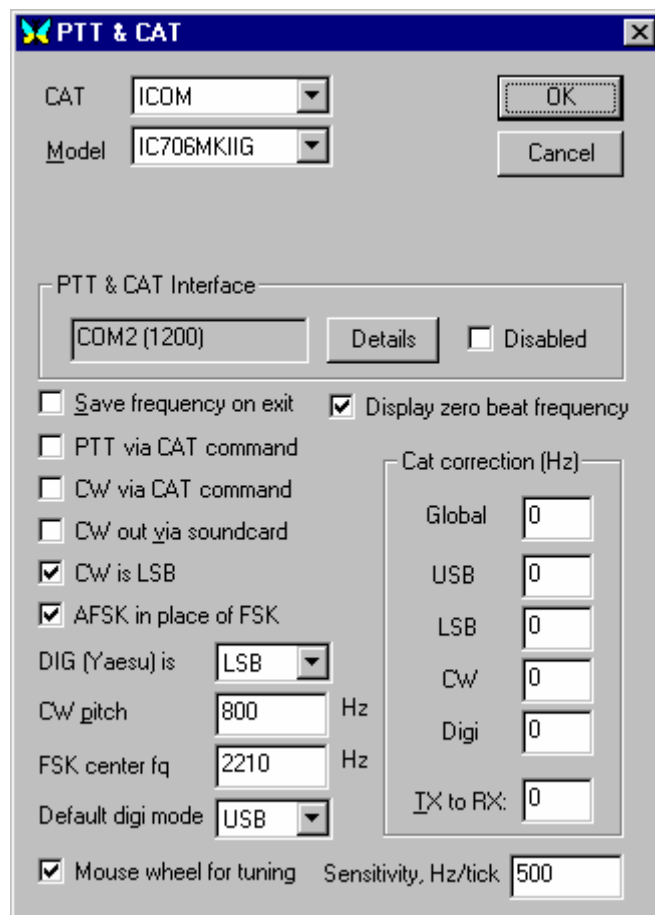 PTT & CAT
CAT ICOM OK
Model IC706MKIIG Cancel
PTT & CAT Interface
COM2 (1200) Details Disabled
Save frequency on exit Display zero beat frequency
PTT via CAT command
Cat correction (Hz)
CW via CAT command
Global 0
CW out via soundcard
CW is LSB
USB 0
AFSK in place of FSK
LSB 0
DIG (Yaesu) is LSB
CW 0
CW pitch 800 Hz
Digi 0
FSK center fq 2210 Hz
TX to RX: 0
Default digi mode USB
Mouse wheel for tuning Sensitivity, Hz/tick 500